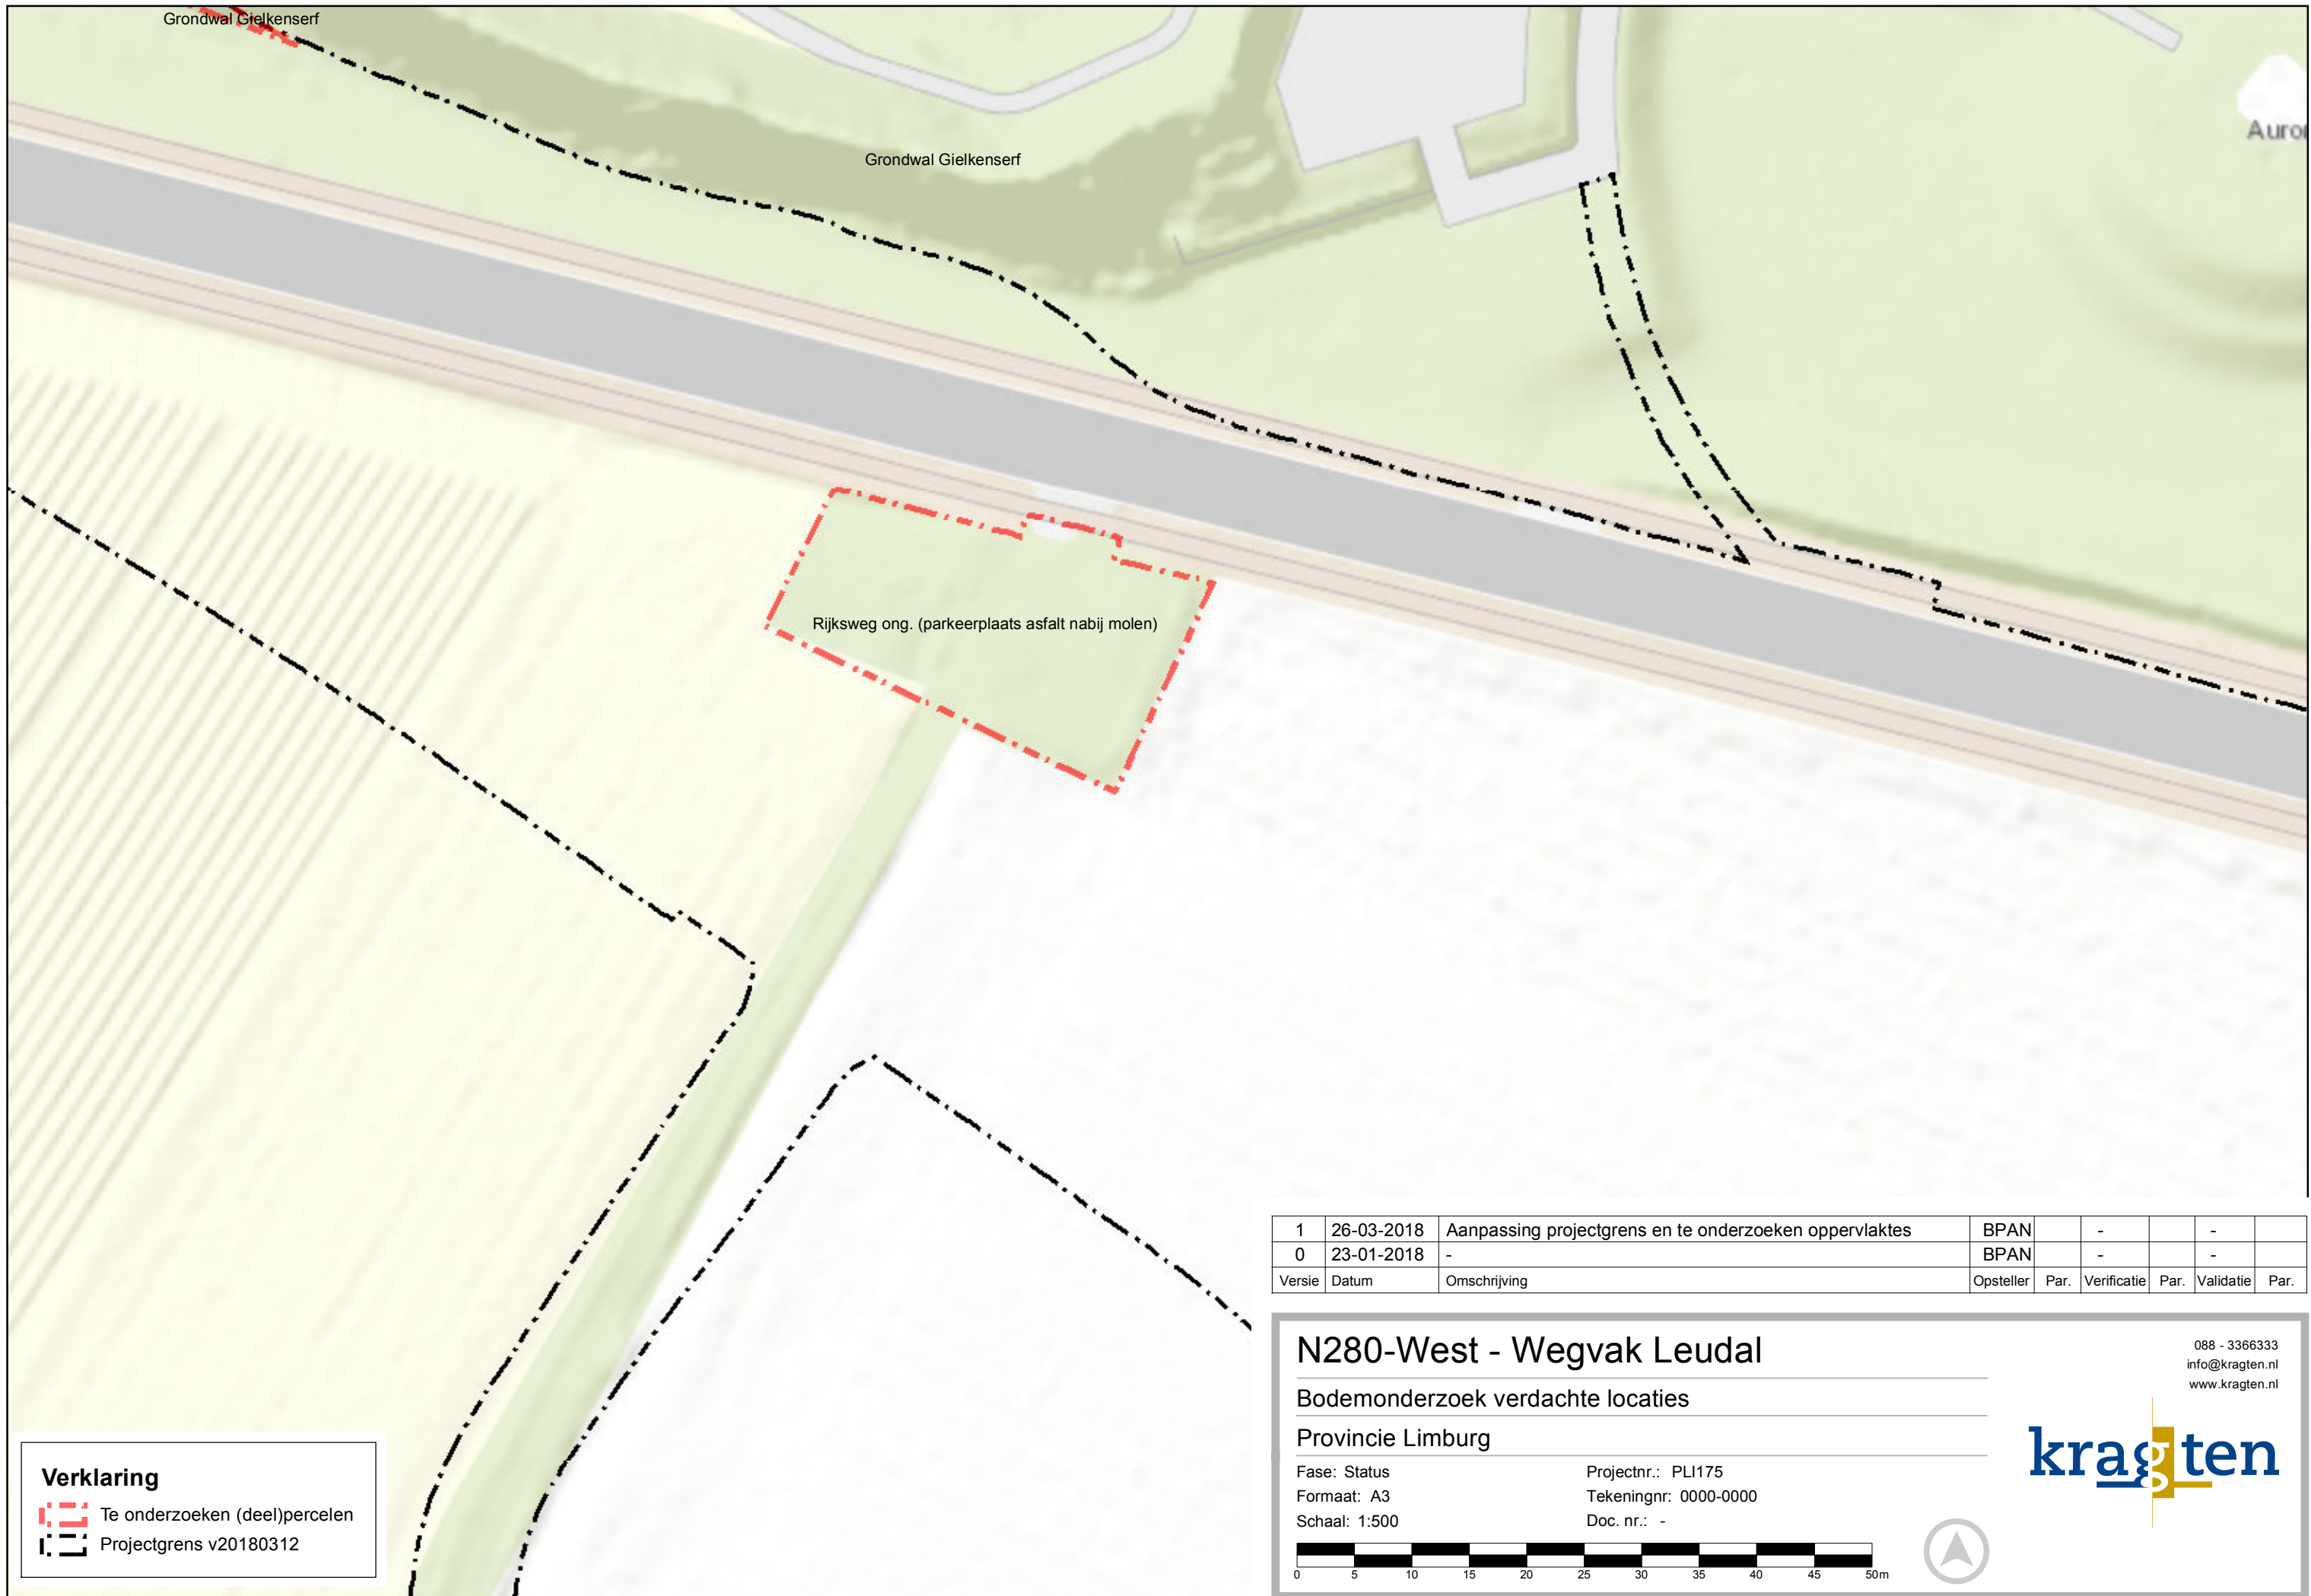 Grondwal Gielkenserf
Grondwal Gielkenserf
Auro
Rijksweg ong. (parkeerplaats asfalt nabij molen)
1 26-03-2018 Aanpassing projectgrens en te onderzoeken oppervlaktes BPAN - -
0 23-01-2018 - BPAN - -
Versie Datum Omschrijving Opsteller Par. Verificatie Par. Validatie Par.
N280-West - Wegvak Leudal
Bodemonderzoek verdachte locaties
Provincie Limburg
Fase: Status Projectnr.: PLI175
Formaat: A3 Tekeningnr: 0000-0000
Schaal: 1:500 Doc. nr.: -
0 5 10 15 20 25 30 35 40 45 50m
088 - 3366333
info@kragten.nl
www.kragten.nl
kragten
Verklaring
Te onderzoeken (deel)percelen
Projectgrens v20180312